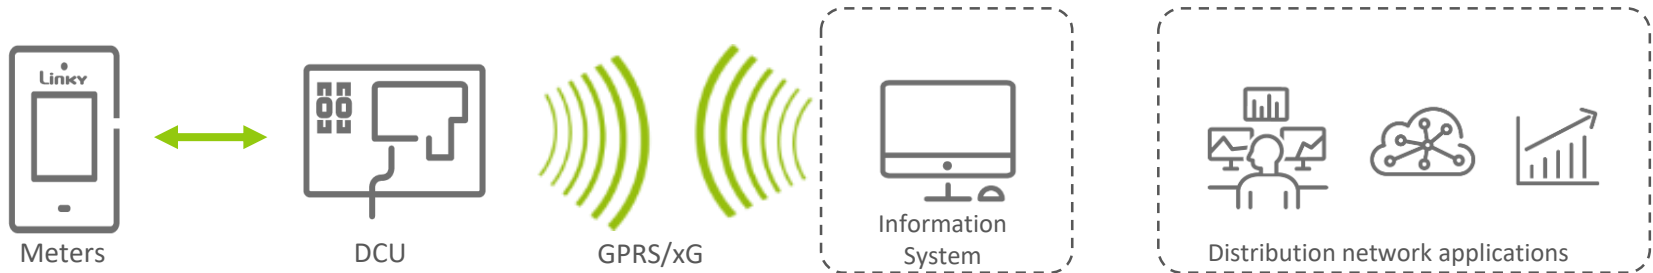 Linky
Meters
DCU
GPRS/xG
Information
System
Distribution network applications